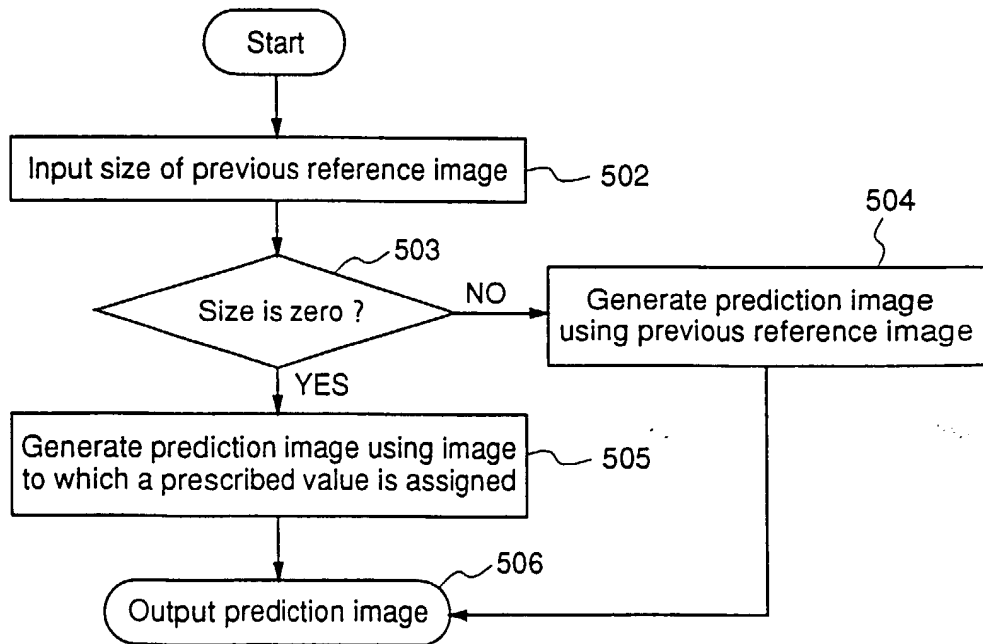 Start
Input size of previous reference image
502
503
504
Size is zero ?
NO
Generate prediction image
using previous reference image
YES
Generate prediction image using image
to which a prescribed value is assigned
505
506
Output prediction image